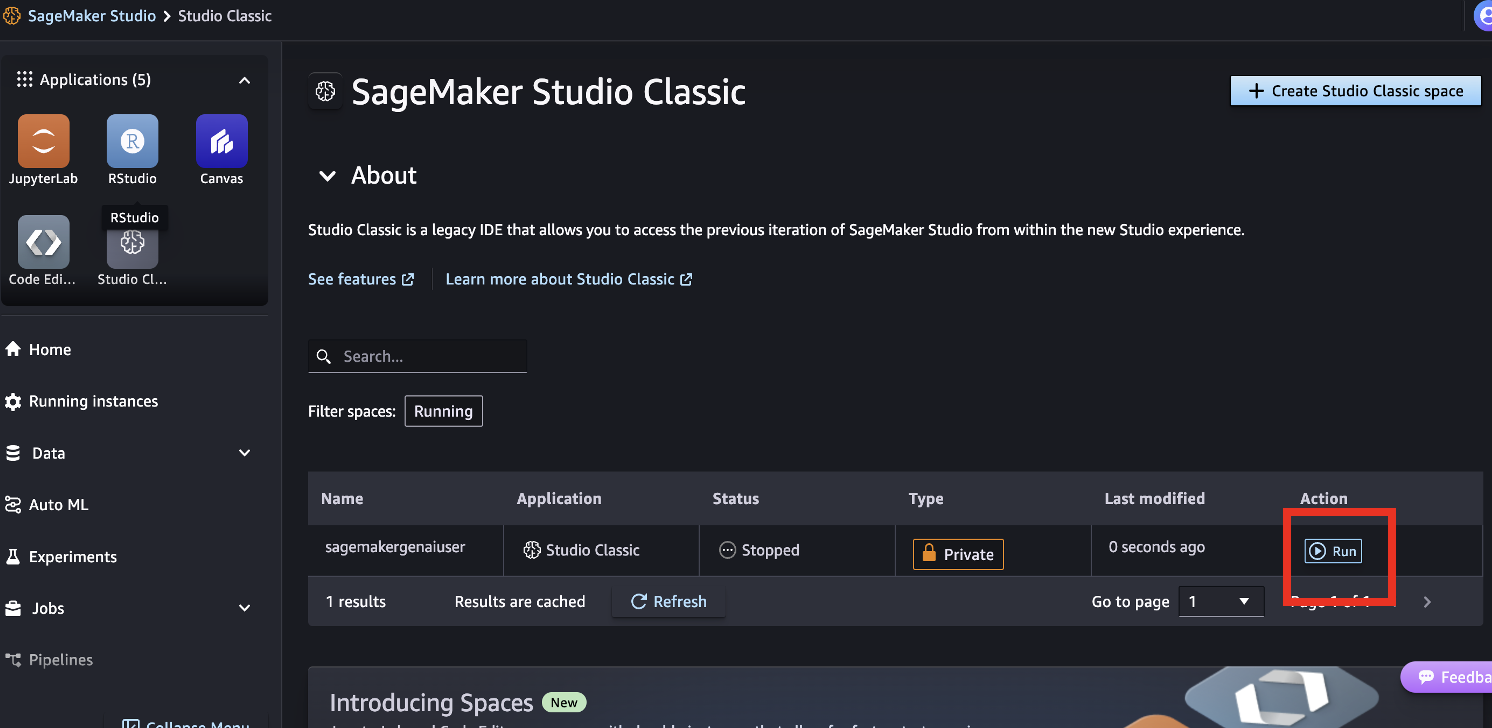 SageMaker Studio > Studio Classic
Applications (5)
JupyterLab
RStudio
Canvas
RStudio
Code Edi...
Studio Cl...
Home
Running instances
Data
Auto ML
Experiments
Jobs
Pipelines
Collapse Menu
SageMaker Studio Classic
+ Create Studio Classic space
About
Studio Classic is a legacy IDE that allows you to access the previous iteration of SageMaker Studio from within the new Studio experience.
See features
Learn more about Studio Classic
Search...
Filter spaces: Running
Name Application Status Type Last modified Action
sagemakergenaiuser Studio Classic Stopped Private 0 seconds ago Run
1 results Results are cached Refresh Go to page 1 Page 1 of 1
Introducing Spaces New
Feedba